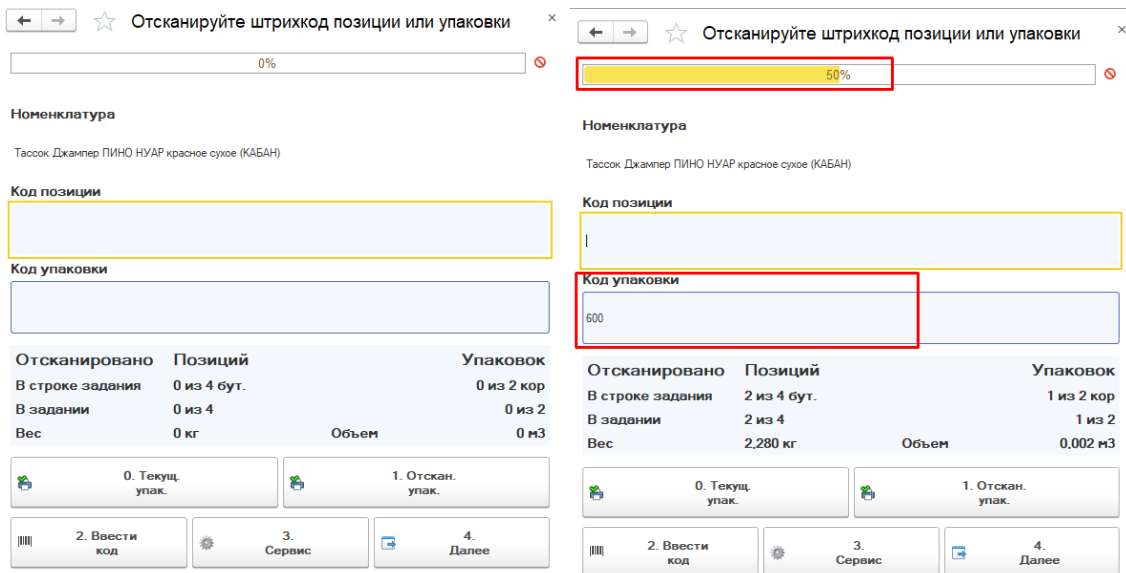 Отсканируйте штрихкод позиции или упаковки
0%
Номенклатура
Тассок Джампер ПИНО НУАР красное сухое (КАБАН)
Код позиции
Код упаковки
Отсканировано Позиций Упаковок
В строке задания 0 из 4 бут. 0 из 2 кор
В задании 0 из 4 0 из 2
Вес 0 кг Объем 0 м3
0. Текущ.
упак.
1. Отскан.
упак.
2. Ввести
код
3.
Сервис
4.
Далее
Отсканируйте штрихкод позиции или упаковки
50%
Номенклатура
Тассок Джампер ПИНО НУАР красное сухое (КАБАН)
Код позиции
Код упаковки
600
Отсканировано Позиций Упаковок
В строке задания 2 из 4 бут. 1 из 2 кор
В задании 2 из 4 1 из 2
Вес 2,280 кг Объем 0,002 м3
0. Текущ.
упак.
1. Отскан.
упак.
2. Ввести
код
3.
Сервис
4.
Далее